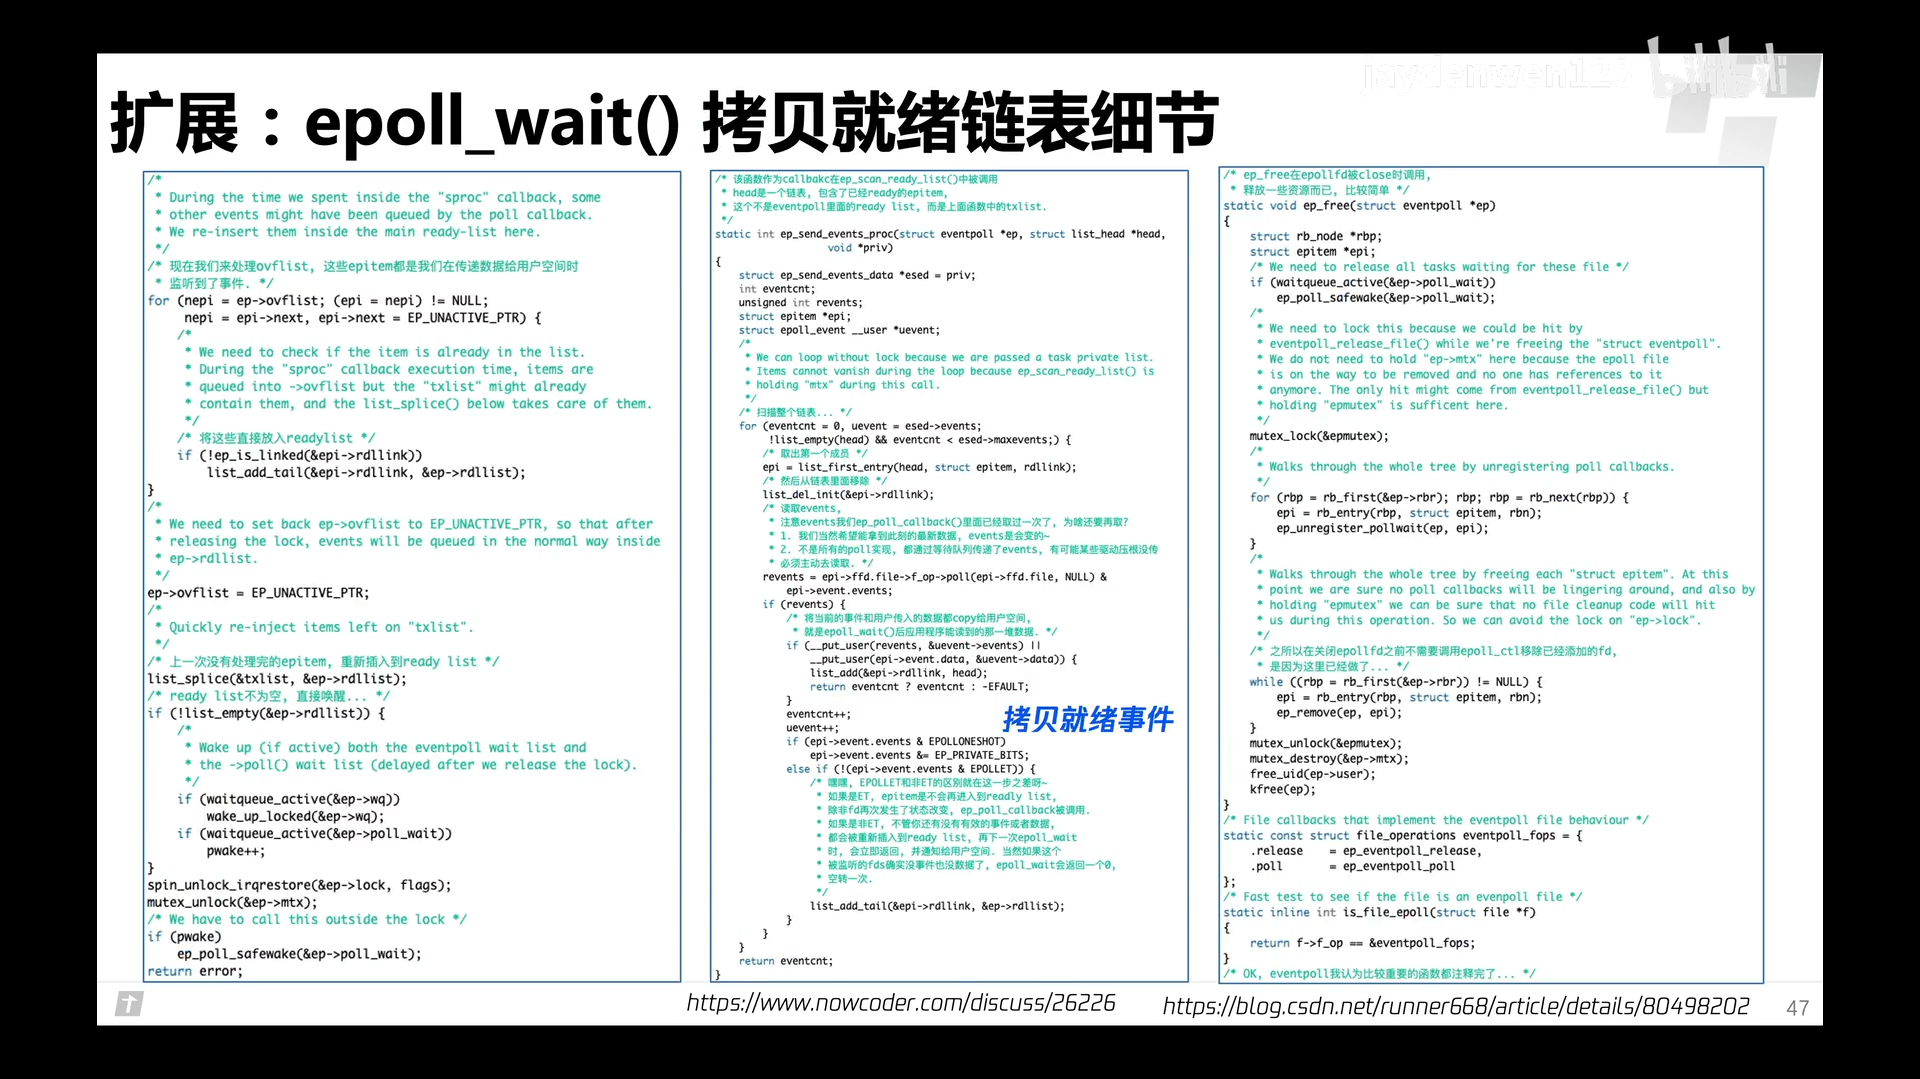 jaydenwen123
bilibili
扩展：epoll_wait() 拷贝就绪链表细节
/*
 * During the time we spent inside the "sproc" callback, some
 * other events might have been queued by the poll callback.
 * We re-insert them inside the main ready-list here.
 */
/* 现在我们来处理ovflist, 这些epitem都是我们在传递数据给用户空间时
 * 监听到了事件. */
for (nepi = ep->ovflist; (epi = nepi) != NULL;
     nepi = epi->next, epi->next = EP_UNACTIVE_PTR) {
    /*
     * We need to check if the item is already in the list.
     * During the "sproc" callback execution time, items are
     * queued into ->ovflist but the "txlist" might already
     * contain them, and the list_splice() below takes care of them.
     */
    /* 将这些直接放入readylist */
    if (!ep_is_linked(&epi->rdllink))
        list_add_tail(&epi->rdllink, &ep->rdllist);
}
/*
 * We need to set back ep->ovflist to EP_UNACTIVE_PTR, so that after
 * releasing the lock, events will be queued in the normal way inside
 * ep->rdllist.
 */
ep->ovflist = EP_UNACTIVE_PTR;
/*
 * Quickly re-inject items left on "txlist".
 */
/* 上一次没有处理完的epitem, 重新插入到ready list */
list_splice(&txlist, &ep->rdllist);
/* ready list不为空, 直接唤醒... */
if (!list_empty(&ep->rdllist)) {
    /*
     * Wake up (if active) both the eventpoll wait list and
     * the ->poll() wait list (delayed after we release the lock).
     */
    if (waitqueue_active(&ep->wq))
        wake_up_locked(&ep->wq);
    if (waitqueue_active(&ep->poll_wait))
        pwake++;
}
spin_unlock_irqrestore(&ep->lock, flags);
mutex_unlock(&ep->mtx);
/* We have to call this outside the lock */
if (pwake)
    ep_poll_safewake(&ep->poll_wait);
return error;
/* 该函数作为callbakc在ep_scan_ready_list()中被调用
 * head是一个链表, 包含了已经ready的epitem,
 * 这个不是eventpoll里面的ready list, 而是上面函数中的txlist.
 */
static int ep_send_events_proc(struct eventpoll *ep, struct list_head *head,
                   void *priv)
{
    struct ep_send_events_data *esed = priv;
    int eventcnt;
    unsigned int revents;
    struct epitem *epi;
    struct epoll_event __user *uevent;
    /*
     * We can loop without lock because we are passed a task private list.
     * Items cannot vanish during the loop because ep_scan_ready_list() is
     * holding "mtx" during this call.
     */
    /* 扫描整个链表... */
    for (eventcnt = 0, uevent = esed->events;
         !list_empty(head) && eventcnt < esed->maxevents;) {
        /* 取出第一个成员 */
        epi = list_first_entry(head, struct epitem, rdllink);
        /* 然后从链表里面移除 */
        list_del_init(&epi->rdllink);
        /* 读取events,
         * 注意events我们ep_poll_callback()里面已经取过一次了, 为啥还要再取?
         * 1. 我们当然希望能拿到此刻的最新数据, events是会变的~
         * 2. 不是所有的poll实现, 都通过等待队列传递了events, 有可能某些驱动压根没传
         * 必须主动去读取. */
        revents = epi->ffd.file->f_op->poll(epi->ffd.file, NULL) &
            epi->event.events;
        if (revents) {
            /* 将当前的事件和用户传入的数据都copy给用户空间,
             * 就是epoll_wait()后应用程序能读到的那一堆数据. */
            if (__put_user(revents, &uevent->events) ||
                __put_user(epi->event.data, &uevent->data)) {
                list_add(&epi->rdllink, head);
                return eventcnt ? eventcnt : -EFAULT;
            }
            eventcnt++;
            uevent++;
            if (epi->event.events & EPOLLONESHOT)
                epi->event.events &= EP_PRIVATE_BITS;
            else if (!(epi->event.events & EPOLLET)) {
                /* 嘿嘿, EPOLLET和非ET的区别就在这一步之差呀~
                 * 如果是ET, epitem是不会再进入到readly list,
                 * 除非fd再次发生了状态改变, ep_poll_callback被调用.
                 * 如果是非ET, 不管你还有没有有效的事件或者数据,
                 * 都会被重新插入到ready list, 再下一次epoll_wait
                 * 时, 会立即返回, 并通知给用户空间. 当然如果这个
                 * 被监听的fds确实没事件也没数据了, epoll_wait会返回一个0,
                 * 空转一次.
                 */
                list_add_tail(&epi->rdllink, &ep->rdllist);
            }
        }
    }
    return eventcnt;
}
拷贝就绪事件
/* ep_free在epollfd被close时调用,
 * 释放一些资源而已, 比较简单 */
static void ep_free(struct eventpoll *ep)
{
    struct rb_node *rbp;
    struct epitem *epi;
    /* We need to release all tasks waiting for these file */
    if (waitqueue_active(&ep->poll_wait))
        ep_poll_safewake(&ep->poll_wait);
    /*
     * We need to lock this because we could be hit by
     * eventpoll_release_file() while we're freeing the "struct eventpoll".
     * We do not need to hold "ep->mtx" here because the epoll file
     * is on the way to be removed and no one has references to it
     * anymore. The only hit might come from eventpoll_release_file() but
     * holding "epmutex" is sufficent here.
     */
    mutex_lock(&epmutex);
    /*
     * Walks through the whole tree by unregistering poll callbacks.
     */
    for (rbp = rb_first(&ep->rbr); rbp; rbp = rb_next(rbp)) {
        epi = rb_entry(rbp, struct epitem, rbn);
        ep_unregister_pollwait(ep, epi);
    }
    /*
     * Walks through the whole tree by freeing each "struct epitem". At this
     * point we are sure no poll callbacks will be lingering around, and also by
     * holding "epmutex" we can be sure that no file cleanup code will hit
     * us during this operation. So we can avoid the lock on "ep->lock".
     */
    /* 之所以在关闭epollfd之前不需要调用epoll_ctl移除已经添加的fd,
     * 是因为这里已经做了... */
    while ((rbp = rb_first(&ep->rbr)) != NULL) {
        epi = rb_entry(rbp, struct epitem, rbn);
        ep_remove(ep, epi);
    }
    mutex_unlock(&epmutex);
    mutex_destroy(&ep->mtx);
    free_uid(ep->user);
    kfree(ep);
}
/* File callbacks that implement the eventpoll file behaviour */
static const struct file_operations eventpoll_fops = {
    .release    = ep_eventpoll_release,
    .poll       = ep_eventpoll_poll
};
/* Fast test to see if the file is an evenpoll file */
static inline int is_file_epoll(struct file *f)
{
    return f->f_op == &eventpoll_fops;
}
/* OK, eventpoll我认为比较重要的函数都注释完了... */
https://www.nowcoder.com/discuss/26226
https://blog.csdn.net/runner668/article/details/80498202
47